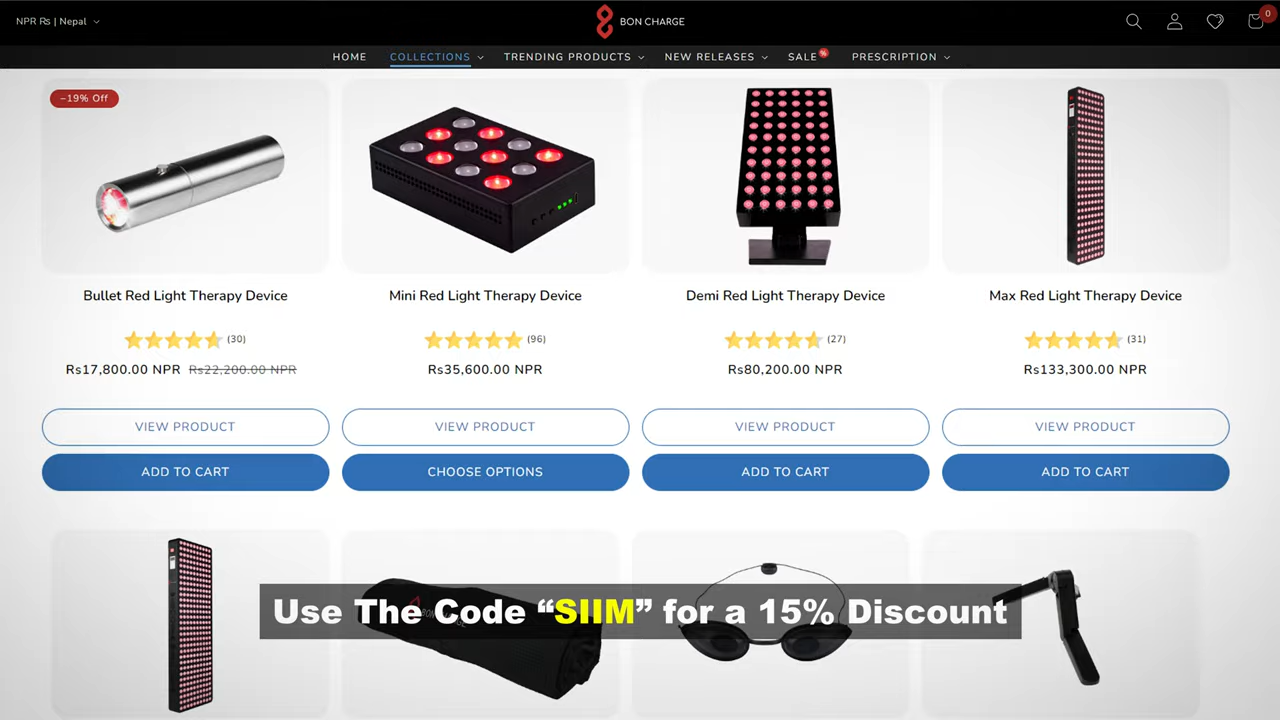 NPR ₨ | Nepal
BON CHARGE
0
HOME
COLLECTIONS
TRENDING PRODUCTS
NEW RELEASES
SALE
%
PRESCRIPTION
−19% Off
Bullet Red Light Therapy Device
Mini Red Light Therapy Device
Demi Red Light Therapy Device
Max Red Light Therapy Device
(30)
(96)
(27)
(31)
Rs17,800.00 NPR Rs22,200.00 NPR
Rs35,600.00 NPR
Rs80,200.00 NPR
Rs133,300.00 NPR
VIEW PRODUCT
VIEW PRODUCT
VIEW PRODUCT
VIEW PRODUCT
ADD TO CART
CHOOSE OPTIONS
ADD TO CART
ADD TO CART
BON CHARGE
Use The Code “SIIM” for a 15% Discount